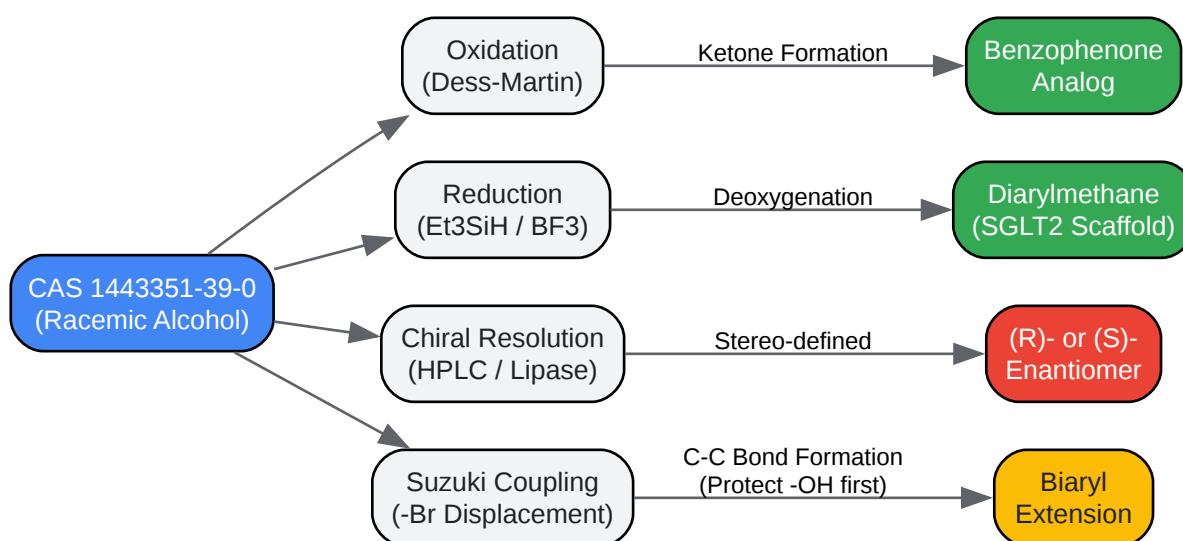 Oxidation
(Dess-Martin)
Ketone Formation
Benzophenone
Analog
Reduction
(Et3SiH / BF3)
Deoxygenation
Diarylmethane
(SGLT2 Scaffold)
CAS 1443351-39-0
(Racemic Alcohol)
Chiral Resolution
(HPLC / Lipase)
Stereo-defined
(R)- or (S)-
Enantiomer
Suzuki Coupling
(-Br Displacement)
C-C Bond Formation
(Protect -OH first)
Biaryl
Extension